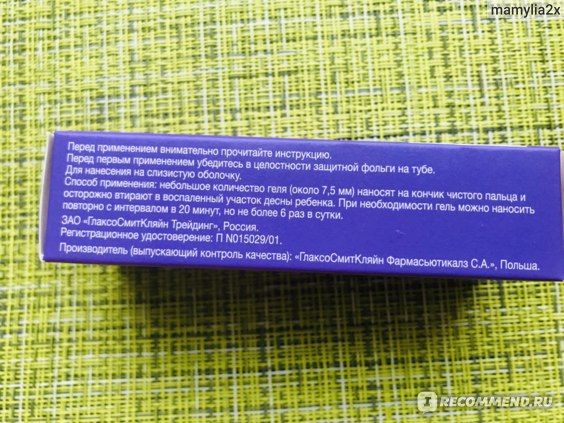 mamylia2x
Перед применением внимательно прочитайте инструкцию.
Перед первым применением убедитесь в целостности защитной фольги на тубе.
Для нанесения на слизистую оболочку.
Способ применения: небольшое количество геля (около 7,5 мм) наносят на кончик чистого пальца и
осторожно втирают в воспаленный участок десны ребенка. При необходимости гель можно наносить
повторно с интервалом в 20 минут, но не более 6 раз в сутки.
ЗАО «ГлаксоСмитКляйн Трейдинг», Россия.
Регистрационное удостоверение: П N015029/01.
Производитель (выпускающий контроль качества): «ГлаксоСмитКляйн Фармасьютикалз С.А.», Польша.
I RECOMMEND.RU